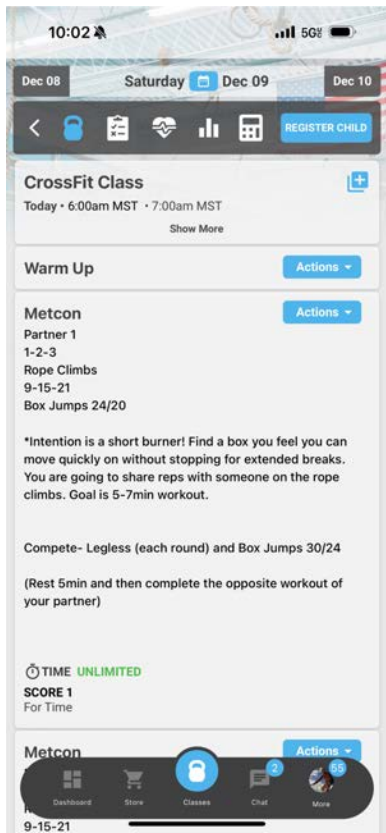 10:02
5G
Dec 08
Saturday
Dec 09
Dec 10
REGISTER CHILD
CrossFit Class
Today • 6:00am MST • 7:00am MST
Show More
Warm Up
Actions
Metcon
Actions
Partner 1
1-2-3
Rope Climbs
9-15-21
Box Jumps 24/20
*Intention is a short burner! Find a box you feel you can
move quickly on without stopping for extended breaks.
You are going to share reps with someone on the rope
climbs. Goal is 5-7min workout.
Compete- Legless (each round) and Box Jumps 30/24
(Rest 5min and then complete the opposite workout of
your partner)
TIME UNLIMITED
SCORE 1
For Time
Metcon
Actions
2
55
Dashboard
Store
Classes
Chat
More
9-15-21